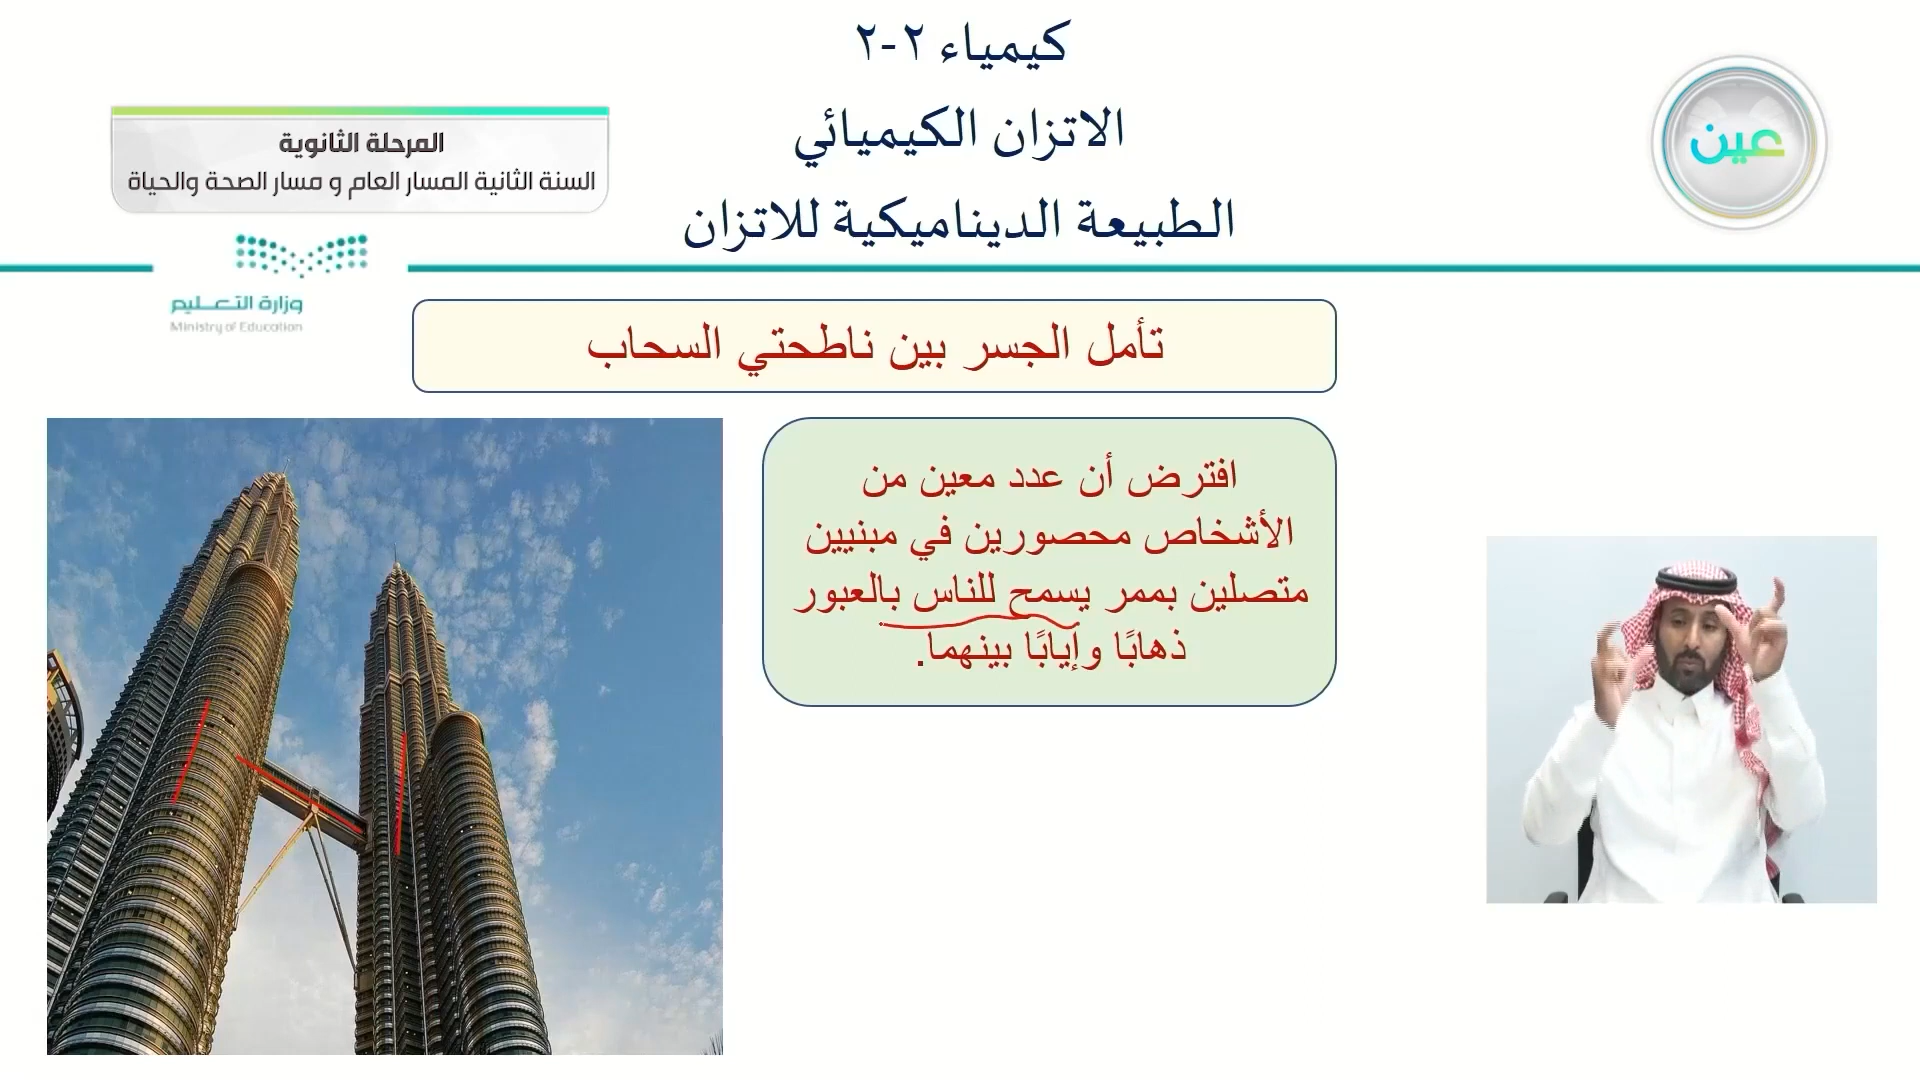 كيمياء ٢-٢
الاتزان الكيميائي
الطبيعة الديناميكية للاتزان
عين
المرحلة الثانوية
السنة الثانية المسار العام و مسار الصحة والحياة
وزارة التعليم
Ministry of Education
تأمل الجسر بين ناطحتي السحاب
افترض أن عدد معين من
الأشخاص محصورين في مبنيين
متصلين بممر يسمح للناس بالعبور
ذهابًا وإيابًا بينهما.